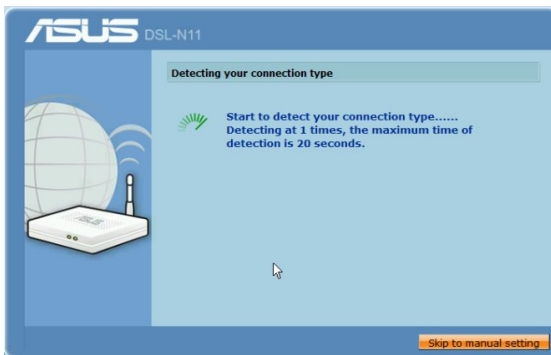 ASUS DSL-N11
Detecting your connection type
Start to detect your connection type......
Detecting at 1 times, the maximum time of
detection is 20 seconds.
ASUS
Skip to manual setting